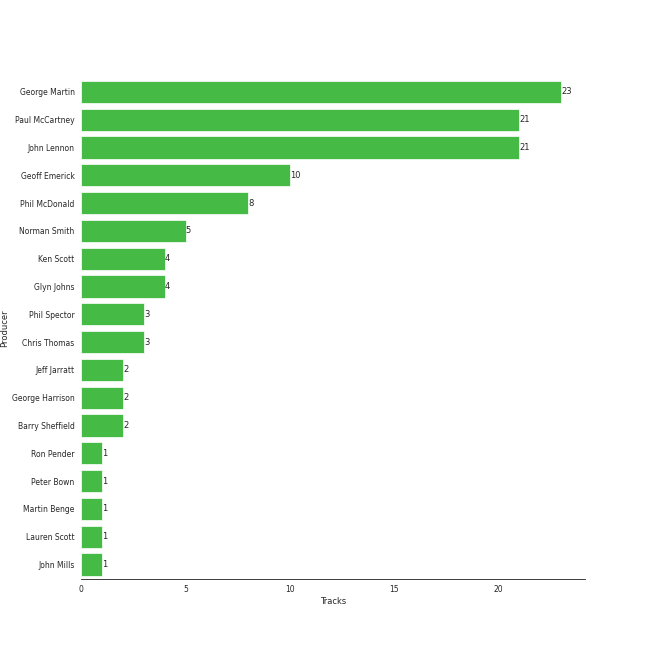 George Martin 23
Paul McCartney 21
John Lennon 21
Geoff Emerick 10
Phil McDonald 8
Norman Smith 5
Ken Scott 4
Glyn Johns 4
Phil Spector 3
Chris Thomas 3
Jeff Jarratt 2
George Harrison 2
Barry Sheffield 2
Ron Pender 1
Peter Bown 1
Martin Benge 1
Lauren Scott 1
John Mills 1
Producer
0 5 10 15 20
Tracks